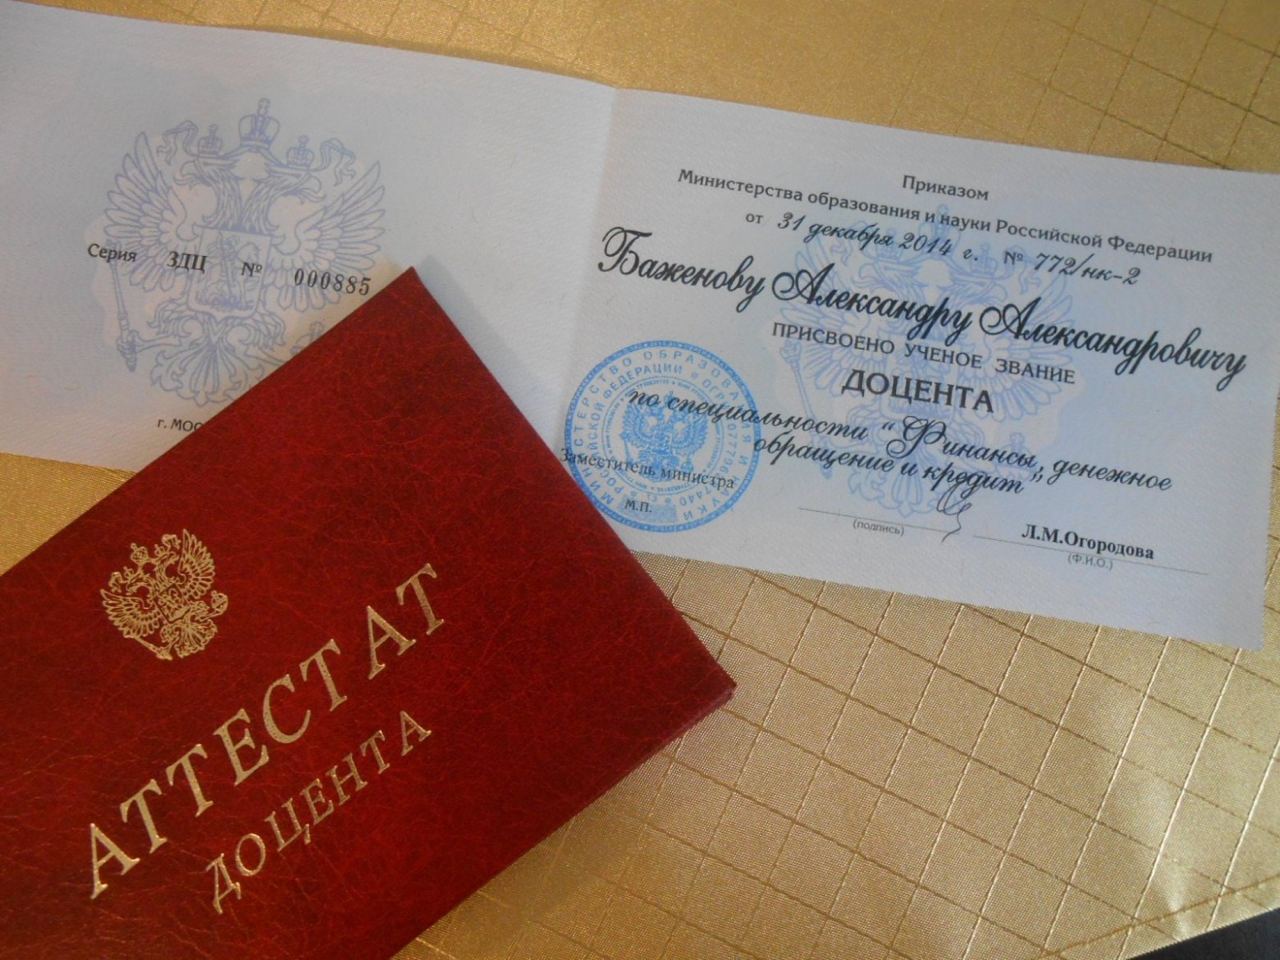 Серия ЗДЦ № 000885
Приказом
Министерства образования и науки Российской Федерации
от 31 декабря 2014 г. № 772/нк-2
Баженову Александру Александровичу
ПРИСВОЕНО УЧЕНОЕ ЗВАНИЕ
ДОЦЕНТА
по специальности "Финансы, денежное
обращение и кредит"
Заместитель министра
М.П.
(подпись)
Л.М.Огородова
(Ф.И.О.)
АТТЕСТАТ
ДОЦЕНТА